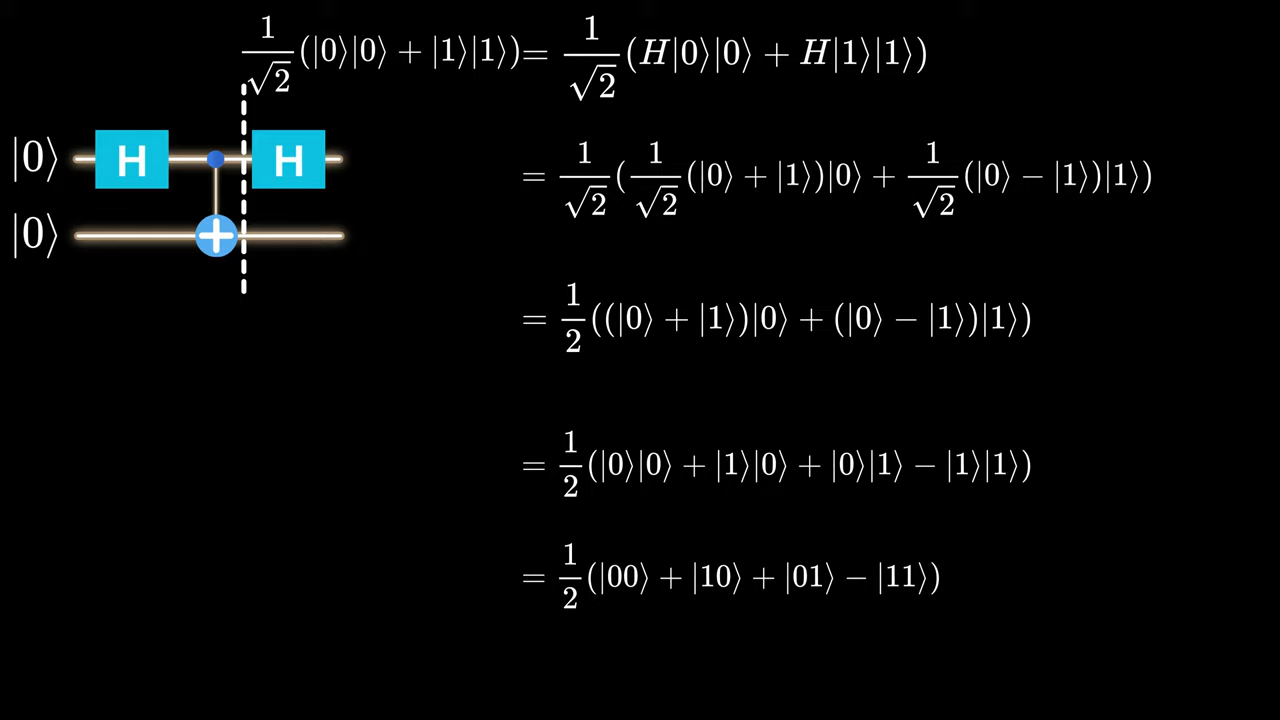 1/√2(|0⟩|0⟩ + |1⟩|1⟩) = 1/√2(H|0⟩|0⟩ + H|1⟩|1⟩)
|0⟩ H H
= 1/√2(1/√2(|0⟩ + |1⟩)|0⟩ + 1/√2(|0⟩ − |1⟩)|1⟩)
|0⟩ +
= 1/2((|0⟩ + |1⟩)|0⟩ + (|0⟩ − |1⟩)|1⟩)
= 1/2(|0⟩|0⟩ + |1⟩|0⟩ + |0⟩|1⟩ − |1⟩|1⟩)
= 1/2(|00⟩ + |10⟩ + |01⟩ − |11⟩)